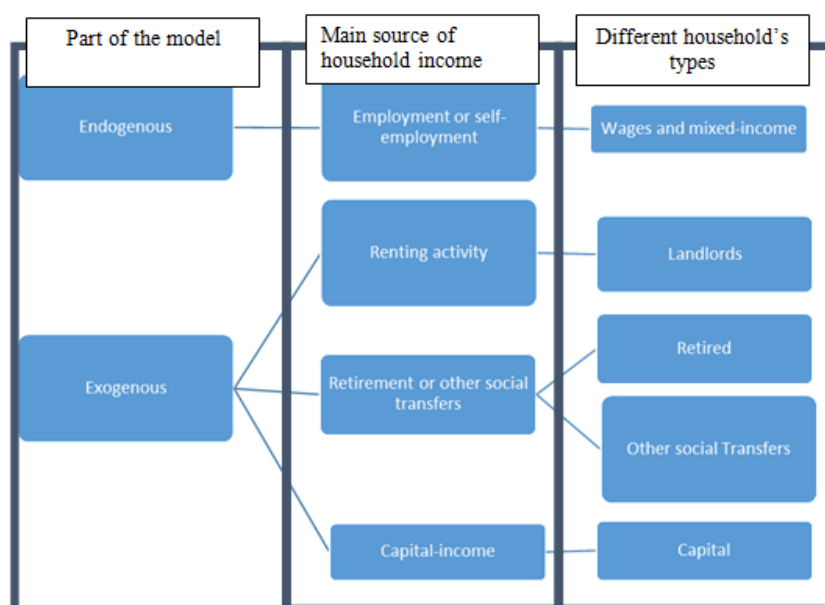 Part of the model
Main source of
household income
Different household's
types
Endogenous
Employment or self-
employment
Wages and mixed-income
Renting activity
Landlords
Exogenous
Retirement or other social
transfers
Retired
Other social Transfers
Capital-income
Capital